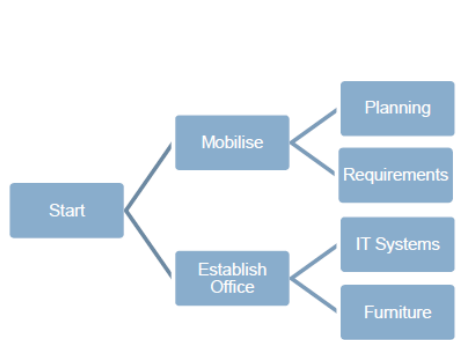 Planning
Mobilise
Requirements
Start
IT Systems
Establish
Office
Furniture